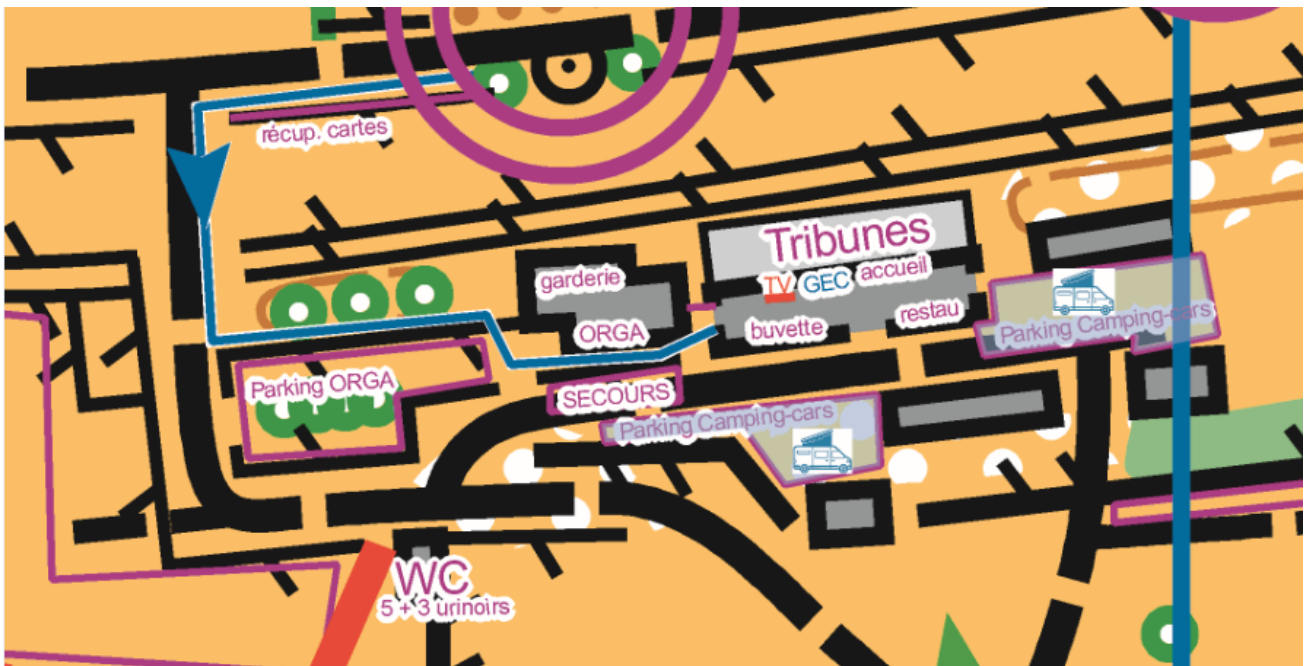 récup. cartes
Tribunes
garderie
TV GEC accueil
restau
ORGA
buvette
Parking Camping-cars
Parking ORGA
SECOURS
Parking Camping-cars
WC
5 + 3 urinoirs